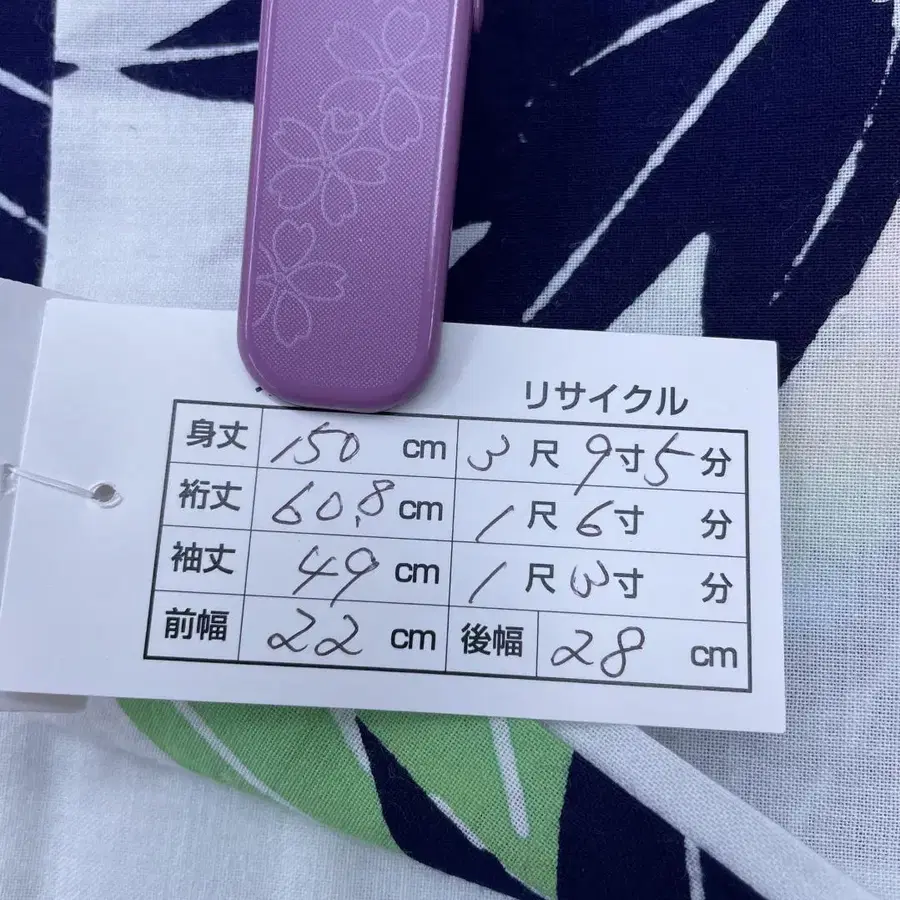 リサイクル
身丈 150 cm 3 尺 9 寸 5 分
裄丈 60.8 cm 1 尺 6 寸 分
袖丈 49 cm 1 尺 3 寸 分
前幅 22 cm 後幅 28 cm